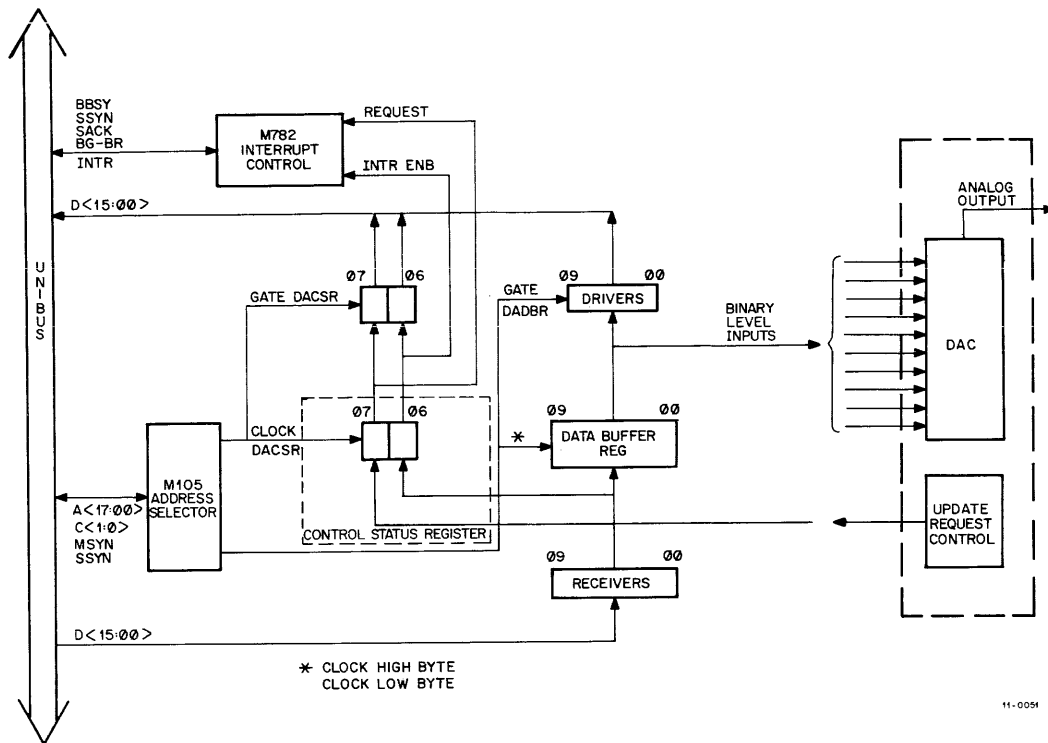 BBSY
SSYN
SACK
BG-BR
INTR
M782
INTERRUPT
CONTROL
REQUEST
INTR ENB
D<15:00>
UNIBUS
07 06
GATE DACSR
09 00
GATE
DADBR
DRIVERS
BINARY
LEVEL
INPUTS
ANALOG
OUTPUT
DAC
07 06
CLOCK
DACSR
CONTROL STATUS REGISTER
09 00
*
DATA BUFFER
REG
M105
ADDRESS
SELECTOR
A<17:00>
C<1:0>
MSYN
SSYN
UPDATE
REQUEST
CONTROL
09 00
RECEIVERS
D<15:00>
* CLOCK HIGH BYTE
CLOCK LOW BYTE
11-0051